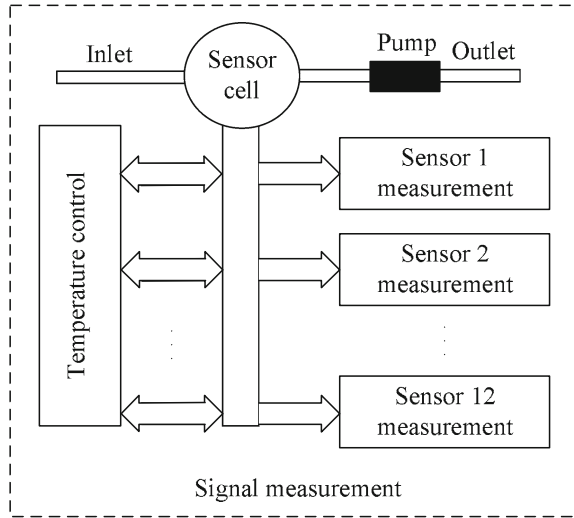 Inlet
Sensor
cell
Pump
Outlet
Temperature control
Sensor 1
measurement
Sensor 2
measurement
Sensor 12
measurement
Signal measurement